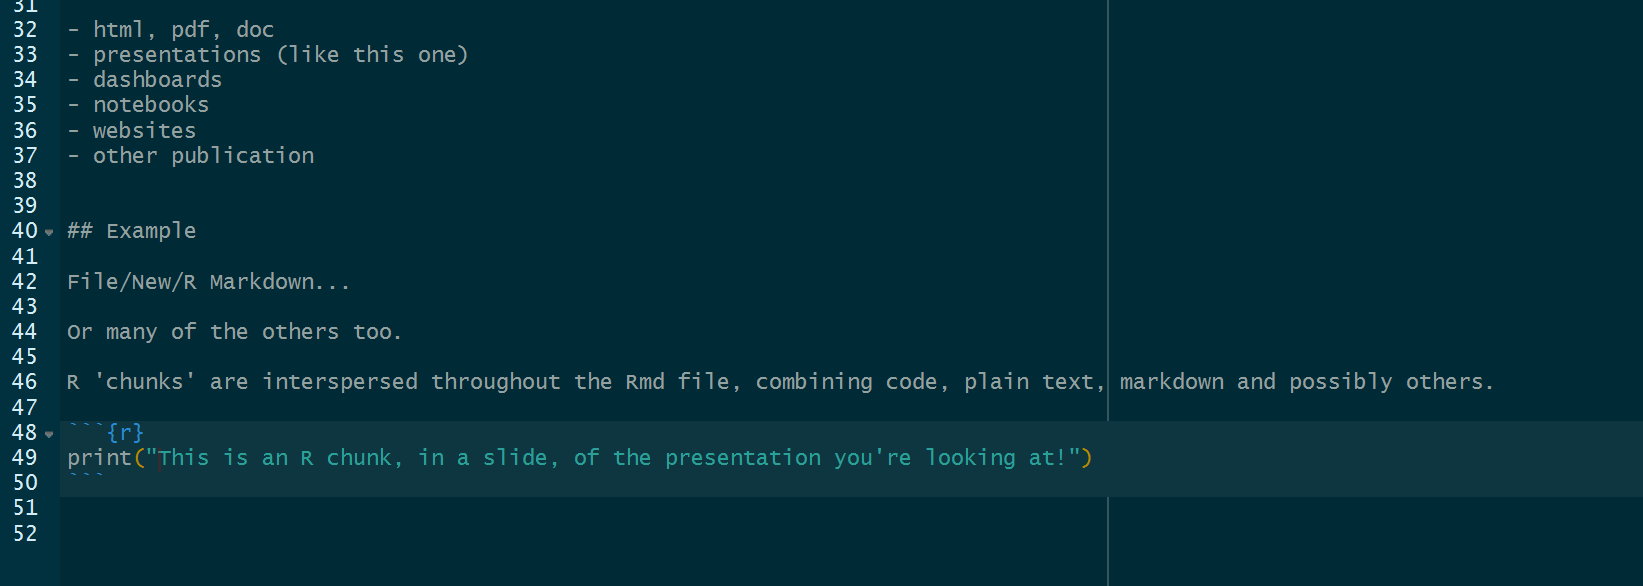 31
32 - html, pdf, doc
33 - presentations (like this one)
34 - dashboards
35 - notebooks
36 - websites
37 - other publication
38
39
40 ## Example
41
42 File/New/R Markdown...
43
44 Or many of the others too.
45
46 R 'chunks' are interspersed throughout the Rmd file, combining code, plain text, markdown and possibly others.
47
48 ```{r}
49 print("This is an R chunk, in a slide, of the presentation you're looking at!")
50 ```
51
52